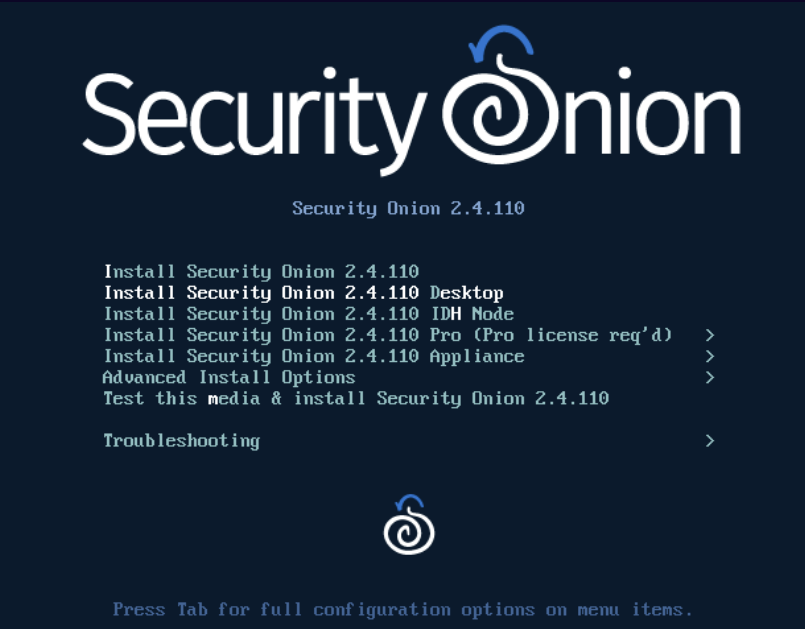 Security Onion
Security Onion 2.4.110
Install Security Onion 2.4.110
Install Security Onion 2.4.110 Desktop
Install Security Onion 2.4.110 IDH Node
Install Security Onion 2.4.110 Pro (Pro license req'd) >
Install Security Onion 2.4.110 Appliance >
Advanced Install Options >
Test this media & install Security Onion 2.4.110
Troubleshooting >
Press Tab for full configuration options on menu items.